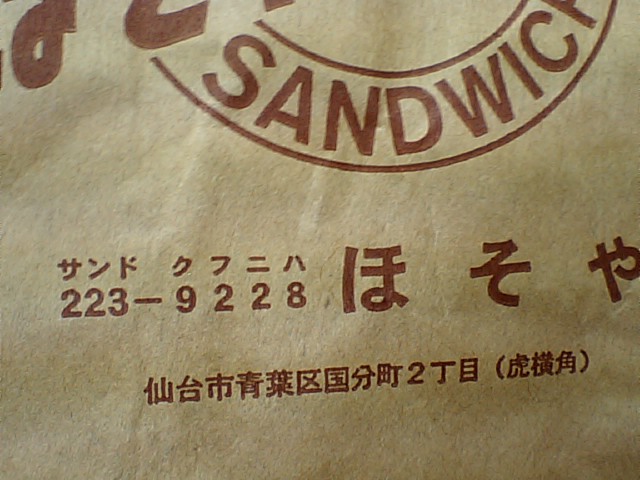 SANDWICH
サンド クフニハ
223-9228 ほそや
仙台市青葉区国分町2丁目(虎横角)